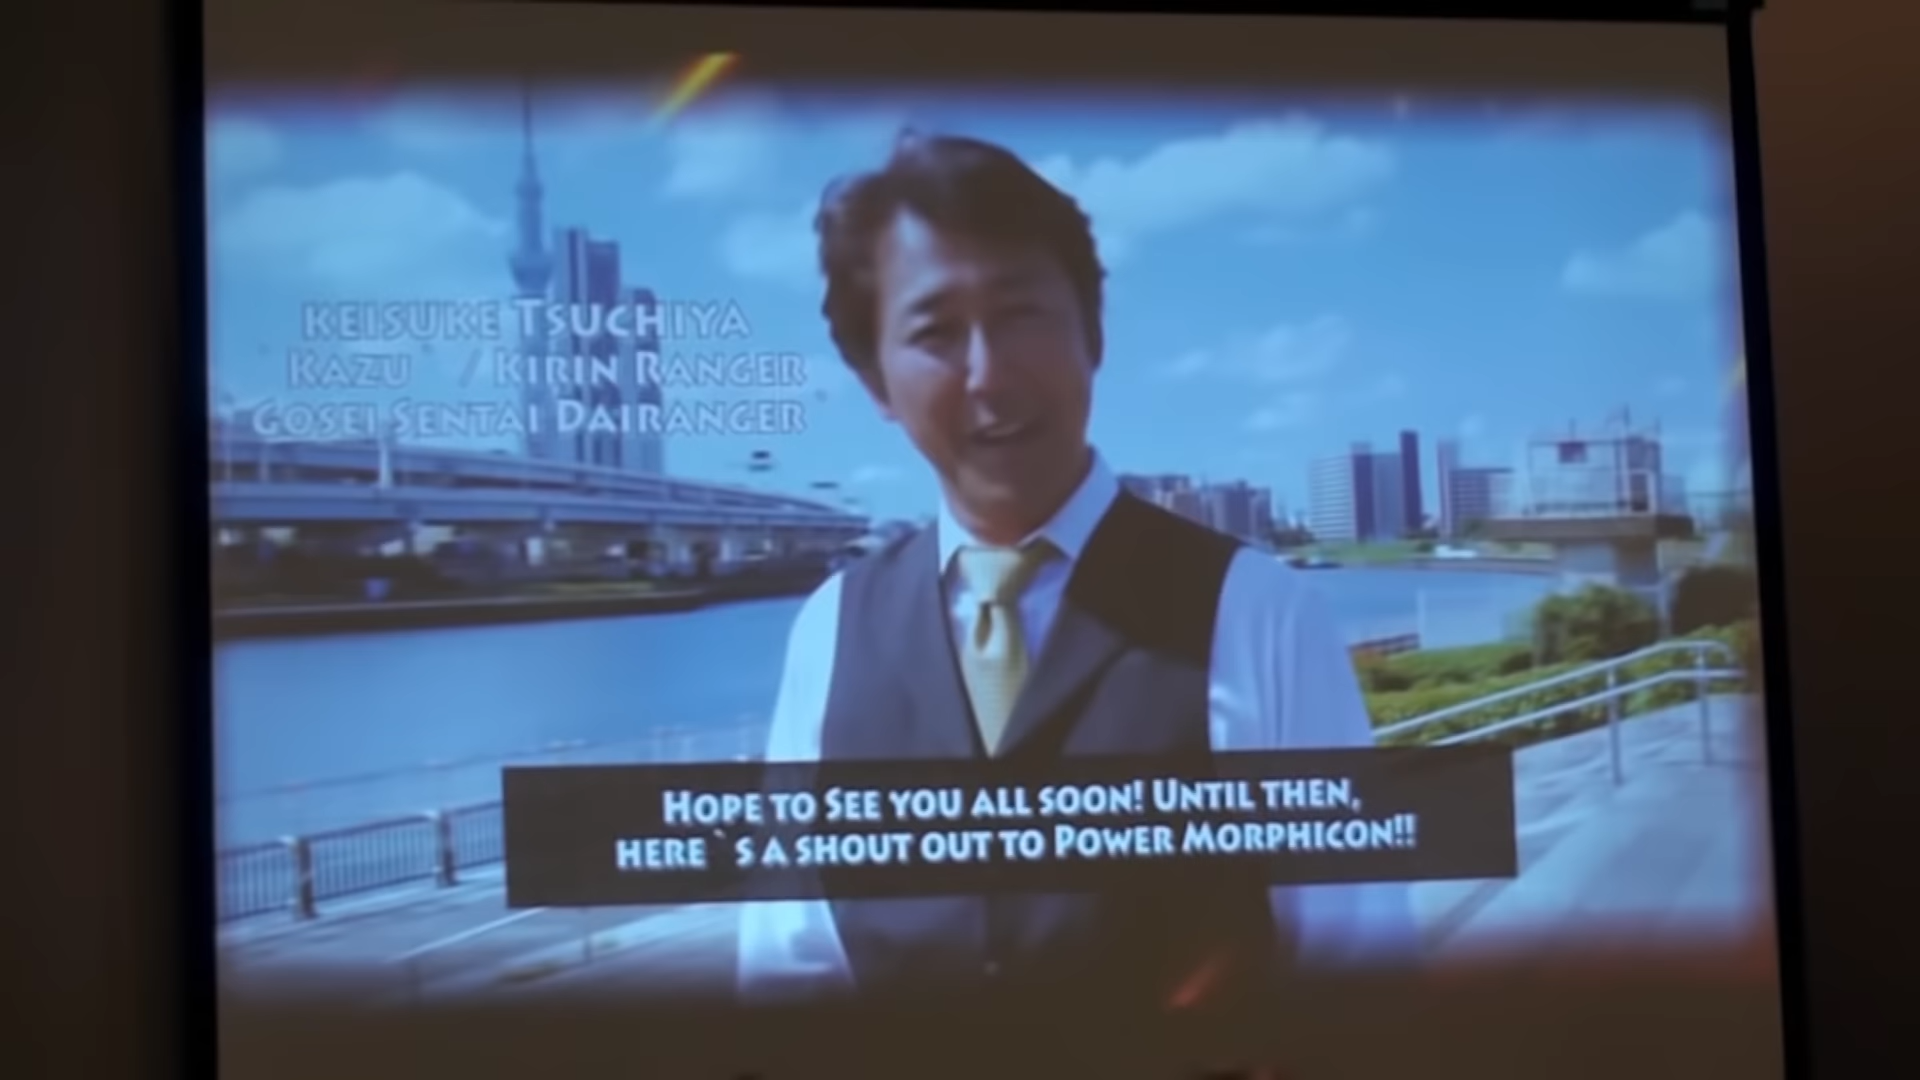 KEISUKE TSUCHIYA
KAZU / KIRIN RANGER
GOSEI SENTAI DAIRANGER
HOPE TO SEE YOU ALL SOON! UNTIL THEN,
HERE`S A SHOUT OUT TO POWER MORPHICON!!